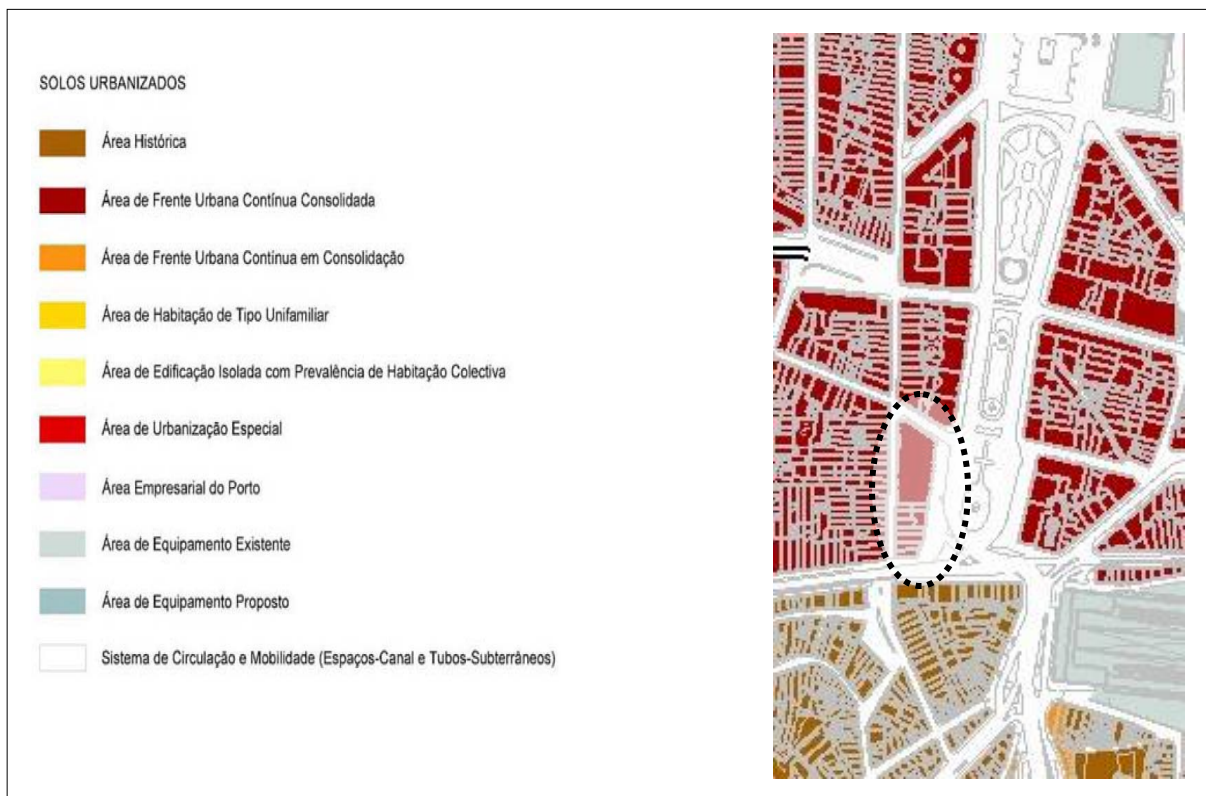 SOLOS URBANIZADOS
Área Histórica
Área de Frente Urbana Contínua Consolidada
Área de Frente Urbana Contínua em Consolidação
Área de Habitação de Tipo Unifamiliar
Área de Edificação Isolada com Prevalência de Habitação Colectiva
Área de Urbanização Especial
Área Empresarial do Porto
Área de Equipamento Existente
Área de Equipamento Proposto
Sistema de Circulação e Mobilidade (Espaços-Canal e Tubos-Subterrâneos)